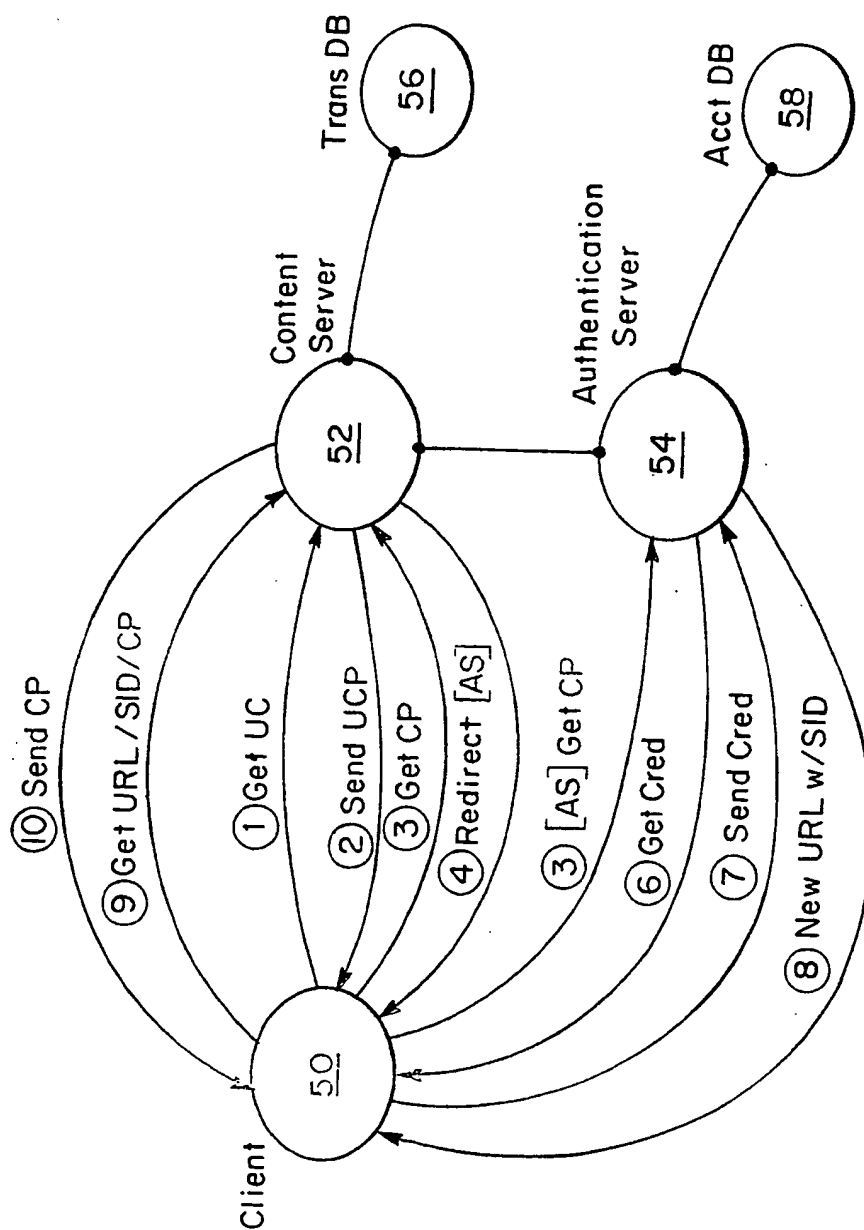 ⑩ Send CP
⑨ Get URL/SID/CP
① Get UC
② Send UCP
③ Get CP
④ Redirect [AS]
③ [AS] Get CP
⑥ Get Cred
⑦ Send Cred
⑧ New URL w/SID
Client
50
Content
Server
52
Trans DB
56
Authentication
Server
54
Acct DB
58